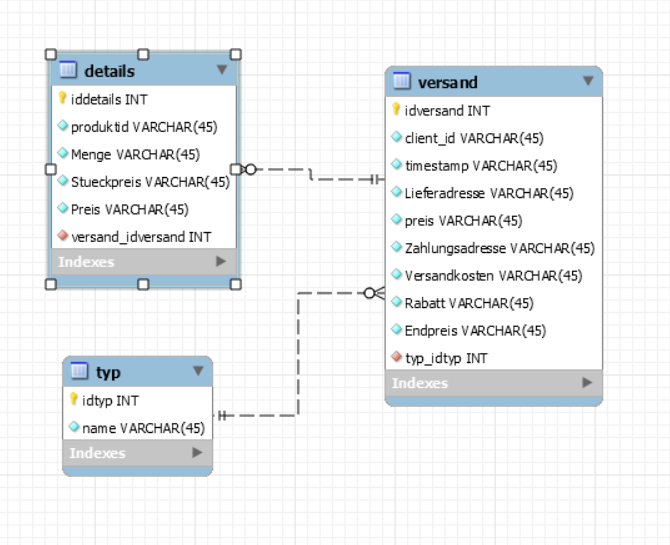 details
iddetails INT
produktid VARCHAR(45)
Menge VARCHAR(45)
Stueckpreis VARCHAR(45)
Preis VARCHAR(45)
versand_idversand INT
Indexes
versand
idversand INT
client_id VARCHAR(45)
timestamp VARCHAR(45)
Lieferadresse VARCHAR(45)
preis VARCHAR(45)
Zahlungsadresse VARCHAR(45)
Versandkosten VARCHAR(45)
Rabatt VARCHAR(45)
Endpreis VARCHAR(45)
typ_idtyp INT
Indexes
typ
idtyp INT
name VARCHAR(45)
Indexes